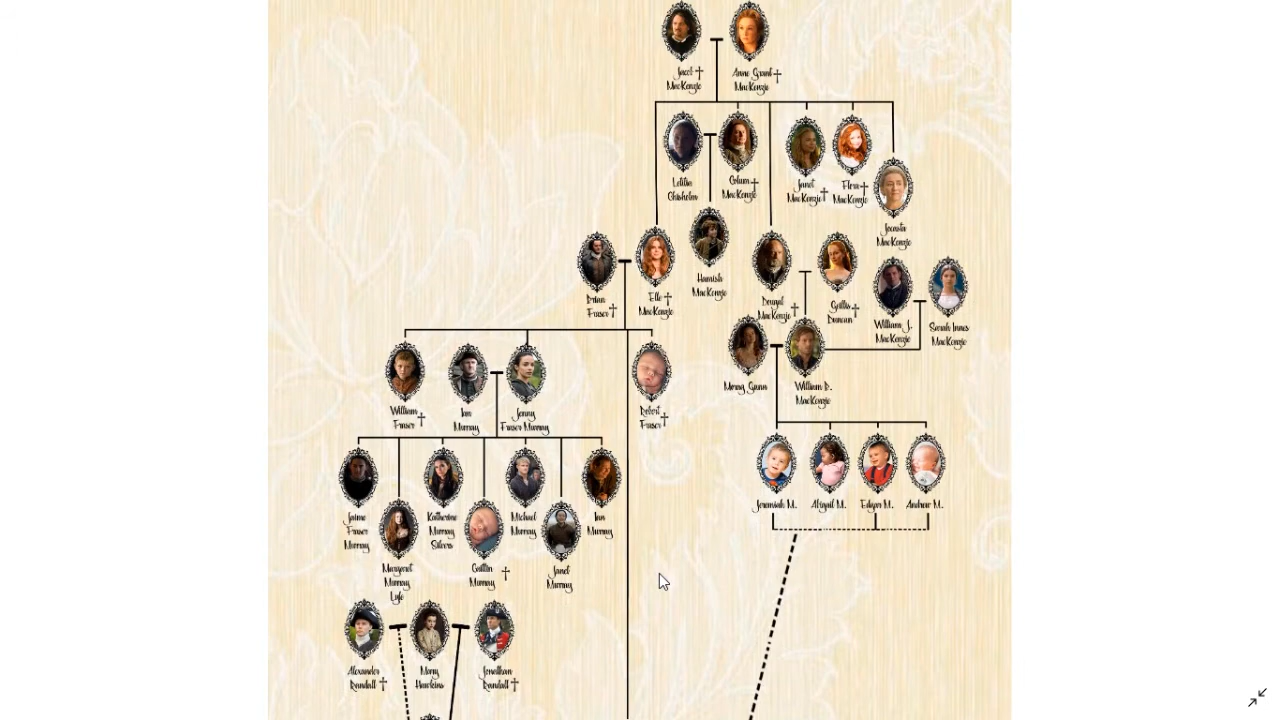 Jacob †
MacKenzie
Anne Grant †
MacKenzie
Letitia
Chisholm
Colum †
MacKenzie
Janet
MacKenzie †
Flora †
MacKenzie
Jocasta
MacKenzie
Brian
Fraser †
Elle †
MacKenzie
Hamish
MacKenzie
Dougal
MacKenzie †
Geillis
Duncan †
William J.
MacKenzie
Sarah Innes
MacKenzie
Morag Gunn
William B.
MacKenzie
William
Fraser †
Ian
Murray
Jenny
Fraser Murray
Robert
Fraser †
Jeremiah M.
Abigail M.
Edgar M.
Andrew M.
Jamie
Fraser
Murray
Margaret
Murray
Lyle
Katherine
Murray
Silvers
Caitlin
Murray †
Michael
Murray
Janet
Murray
Ian
Murray
Alexander
Randall †
Mary
Hawkins
Jonathan
Randall †